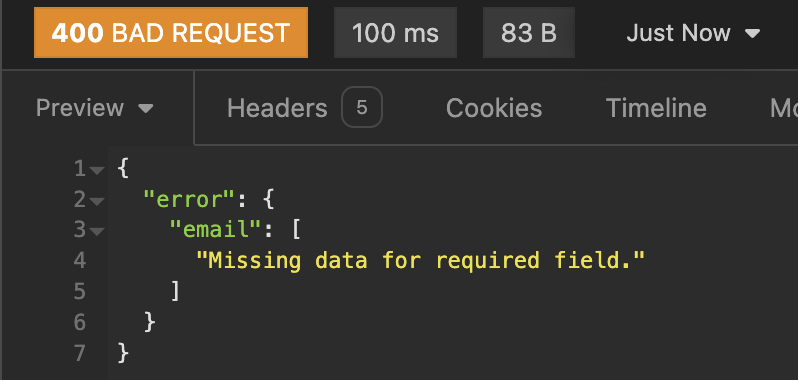 400 BAD REQUEST 100 ms 83 B Just Now
Preview Headers 5 Cookies Timeline
1 {
2 "error": {
3 "email": [
4 "Missing data for required field."
5 ]
6 }
7 }